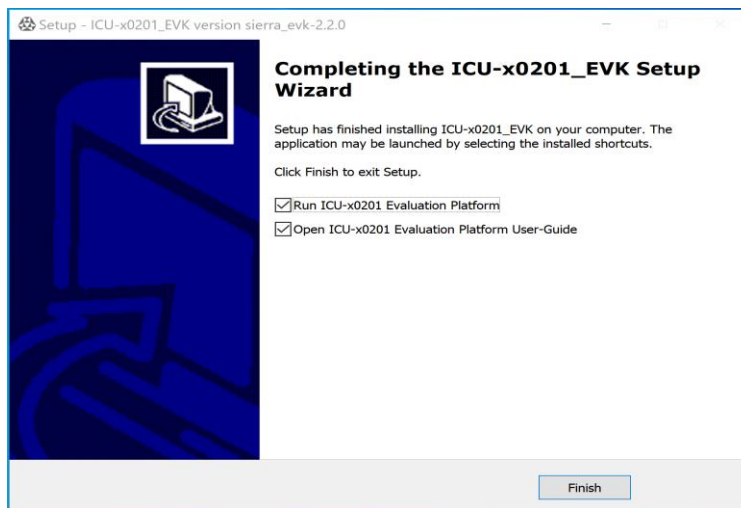 Setup - ICU-x0201_EVK version sierra_evk-2.2.0
Completing the ICU-x0201_EVK Setup
Wizard
Setup has finished installing ICU-x0201_EVK on your computer. The
application may be launched by selecting the installed shortcuts.
Click Finish to exit Setup.
Run ICU-x0201 Evaluation Platform
Open ICU-x0201 Evaluation Platform User-Guide
Finish